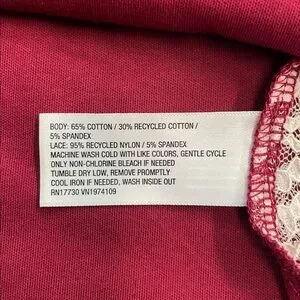 BODY: 65% COTTON / 30% RECYCLED COTTON /
5% SPANDEX
LACE: 95% RECYCLED NYLON / 5% SPANDEX
MACHINE WASH COLD WITH LIKE COLORS, GENTLE CYCLE
ONLY NON-CHLORINE BLEACH IF NEEDED
TUMBLE DRY LOW, REMOVE PROMPTLY
COOL IRON IF NEEDED, WASH INSIDE OUT
RN17730 VN1974109